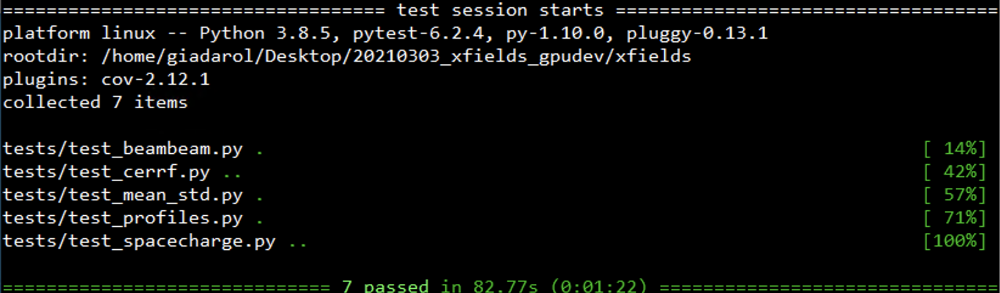 =================================== test session starts ===================================
platform linux -- Python 3.8.5, pytest-6.2.4, py-1.10.0, pluggy-0.13.1
rootdir: /home/giadarol/Desktop/20210303_xfields_gpudev/xfields
plugins: cov-2.12.1
collected 7 items
tests/test_beambeam.py . [ 14%]
tests/test_cerrf.py .. [ 42%]
tests/test_mean_std.py . [ 57%]
tests/test_profiles.py . [ 71%]
tests/test_spacecharge.py .. [100%]
============================== 7 passed in 82.77s (0:01:22) ===============================